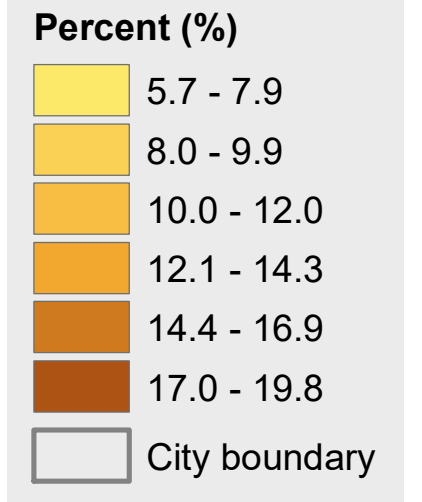 Percent (%)
5.7 - 7.9
8.0 - 9.9
10.0 - 12.0
12.1 - 14.3
14.4 - 16.9
17.0 - 19.8
City boundary